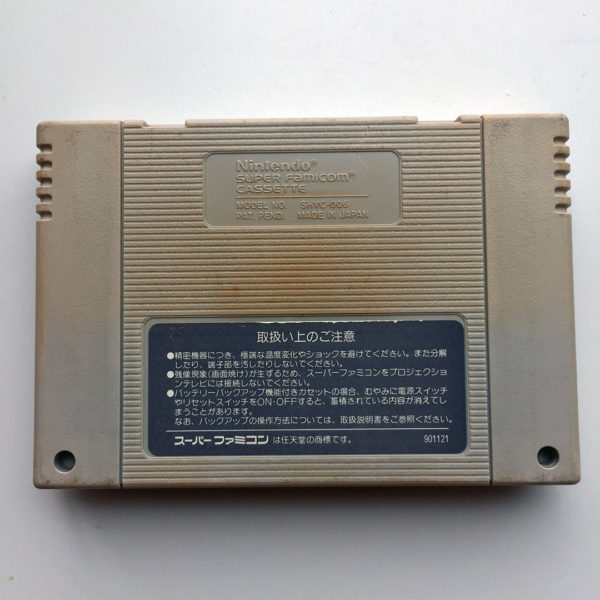 Nintendo®
SUPER FAMICOM®
CASSETTE
MODEL NO. SHVC-006
PAT. PEND. MADE IN JAPAN
取扱い上のご注意
●精密機器につき、極端な温度変化やショックを避けてください。また分解
したり、端子部を汚したりしないでください。
●残像現象(画面焼け)が生ずるため、スーパーファミコンをプロジェクション
テレビには接続しないでください。
●バッテリーバックアップ機能付きカセットの場合、むやみに電源スイッチ
やリセットスイッチをON・OFFすると、蓄積されている内容が消えてし
まうことがあります。
なお、バックアップの操作方法については、取扱説明書をご参照ください。
スーパーファミコン は任天堂の商標です。 901121